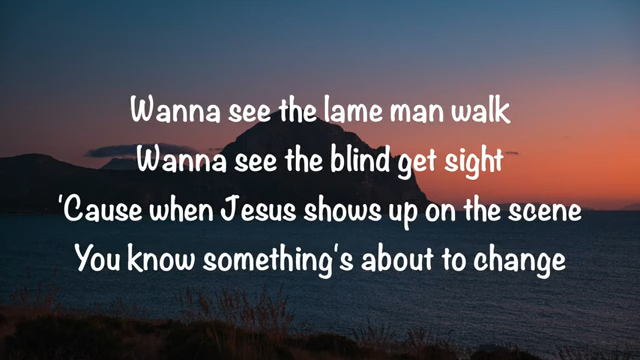 Wanna see the lame man walk
Wanna see the blind get sight
'Cause when Jesus shows up on the scene
You know something's about to change